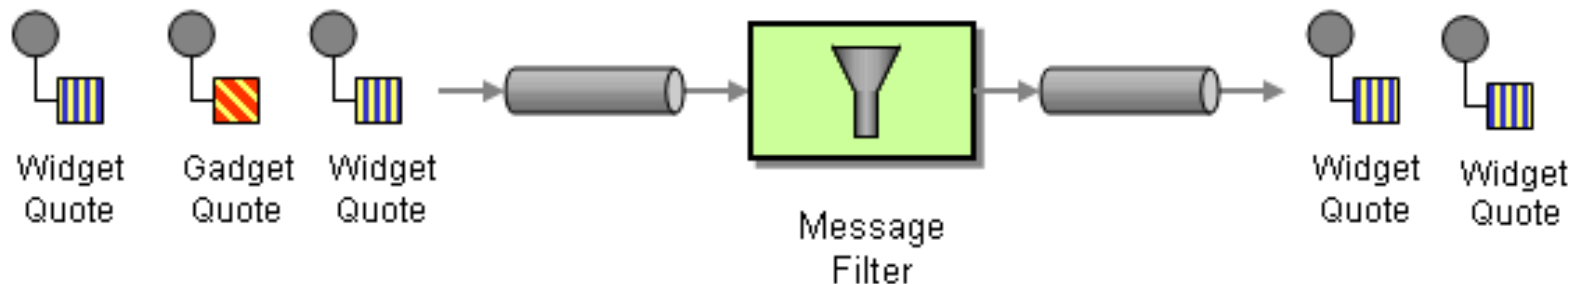 Widget
Quote
Gadget
Quote
Widget
Quote
Message
Filter
Widget
Quote
Widget
Quote